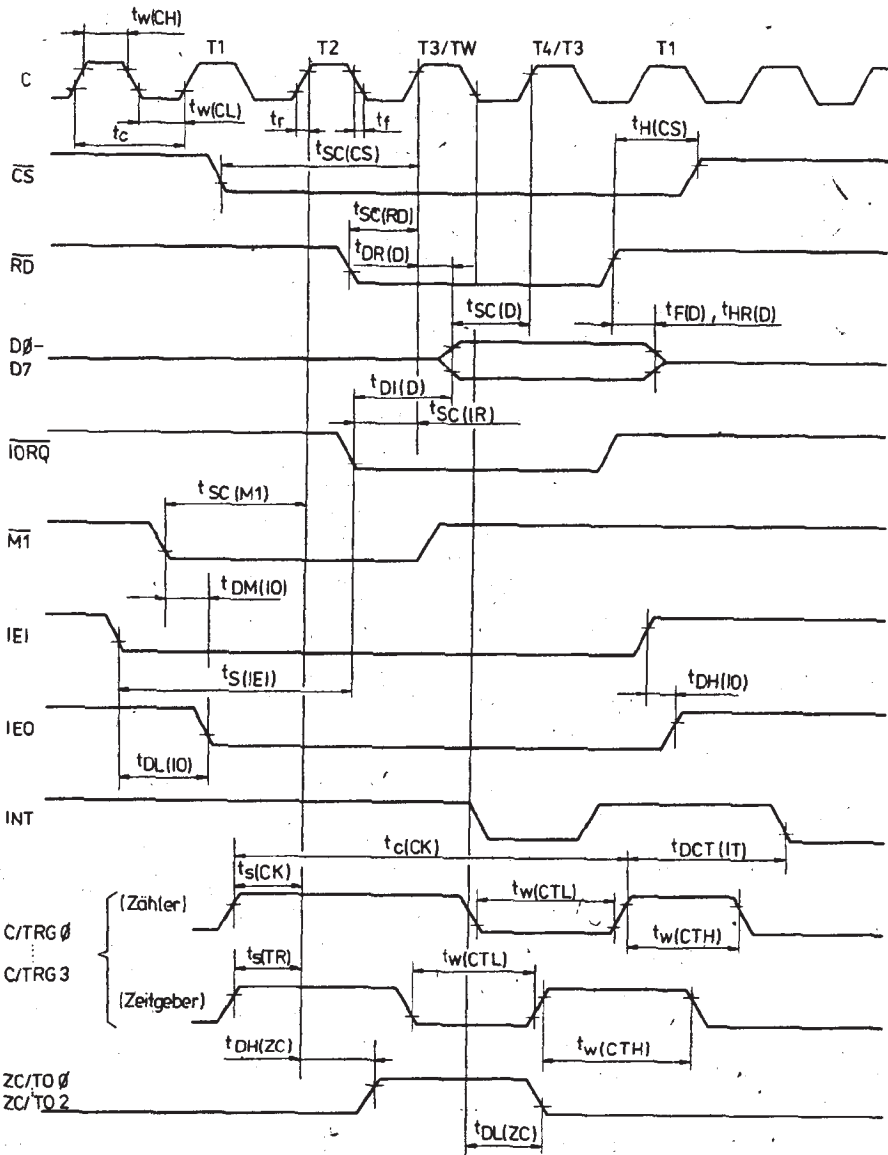 tw(CH)
T1 T2 T3/TW T4/T3 T1
C
tw(CL)
tr tf
tc
tH(CS)
tSC(CS)
CS
tSC(RD)
tDR(D)
RD
tSC(D)
tF(D), tHR(D)
DØ-
D7
tDI(D)
tSC(IR)
IORQ
tSC(M1)
M1
tDM(IO)
IEI
tS(IEI)
tDH(IO)
IEO
tDL(IO)
INT
tc(CK)
tDCT(IT)
ts(CK)
(Zähler)
tw(CTL)
C/TRG Ø
tw(CTH)
C/TRG 3
ts(TR)
tw(CTL)
(Zeitgeber)
tDH(ZC)
tw(CTH)
ZC/TO Ø
ZC/TO 2
tDL(ZC)